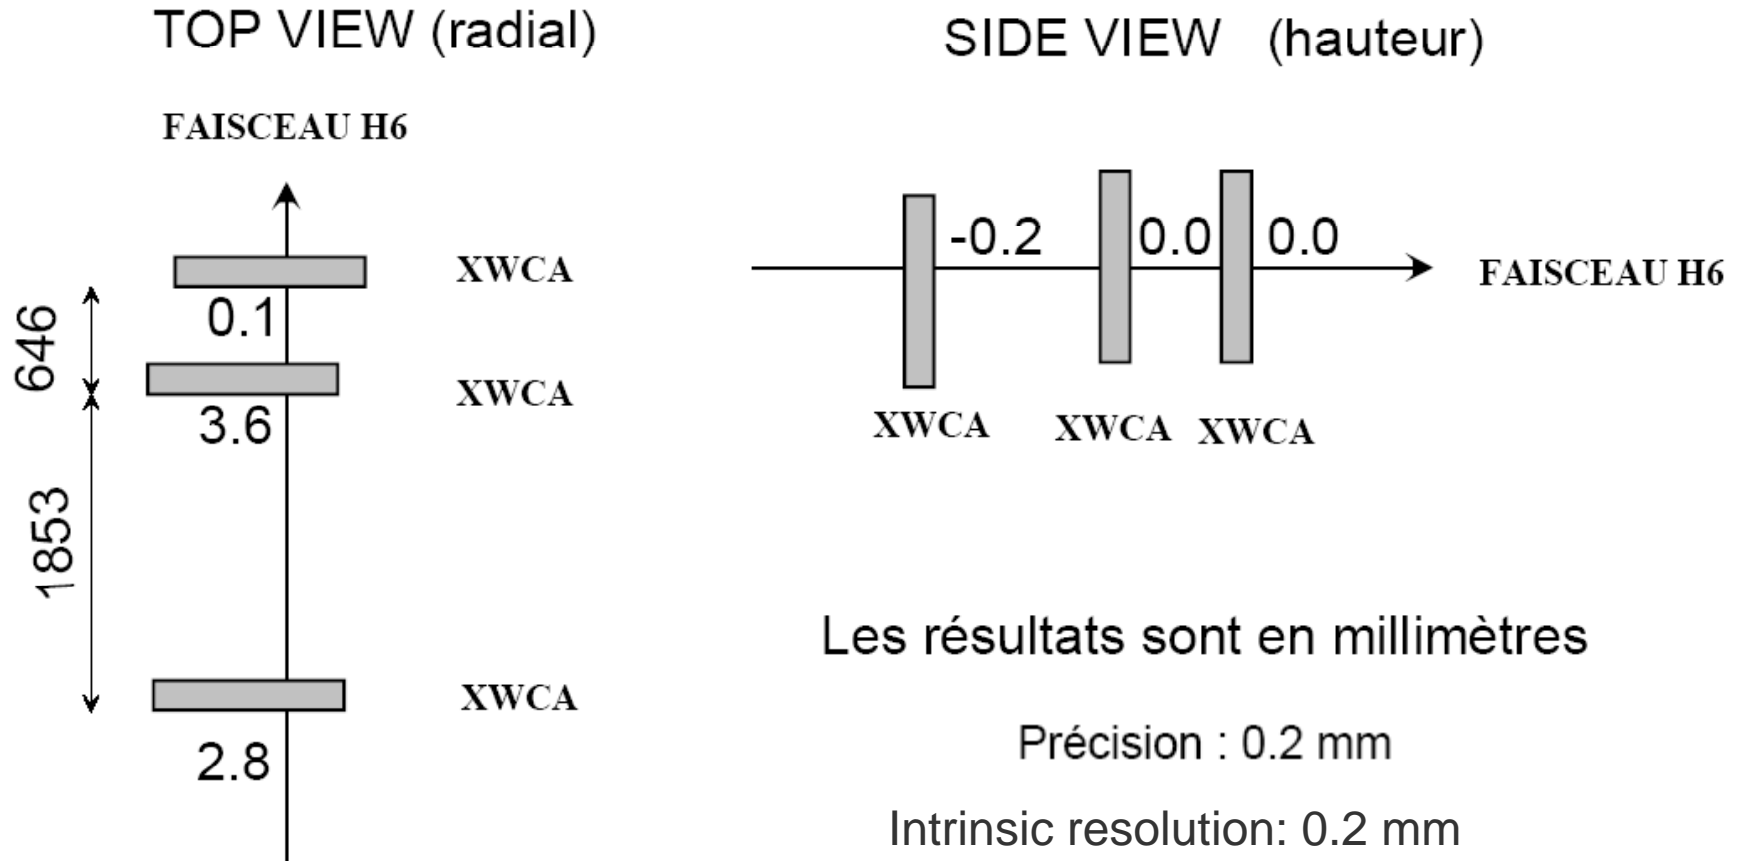 TOP VIEW (radial)
FAISCEAU H6
XWCA
0.1
646
XWCA
3.6
1853
XWCA
2.8
SIDE VIEW (hauteur)
-0.2
0.0
0.0
FAISCEAU H6
XWCA
XWCA
XWCA
Les résultats sont en millimètres
Précision : 0.2 mm
Intrinsic resolution: 0.2 mm